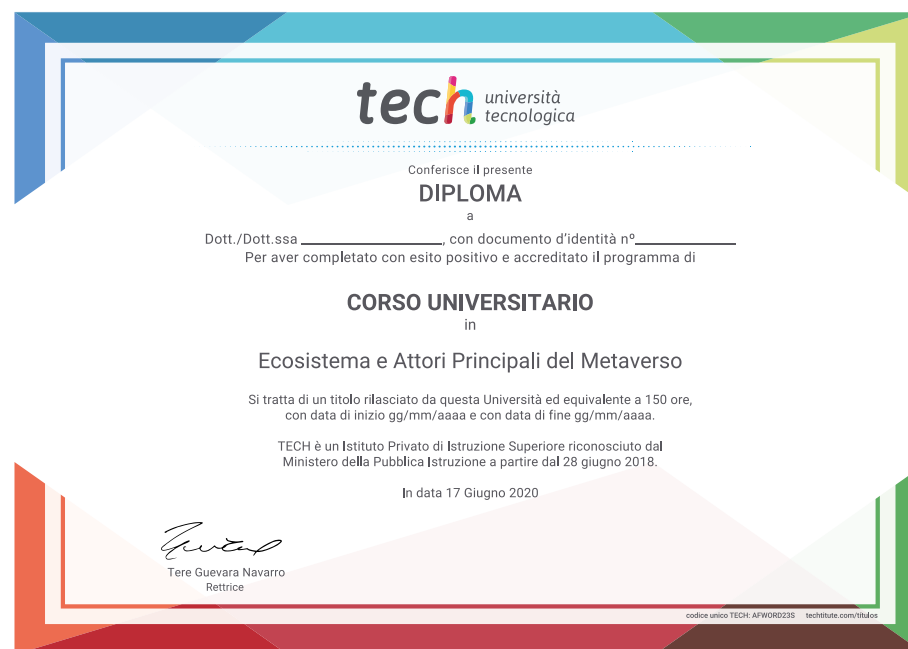 tech università
tecnologica
Conferisce il presente
DIPLOMA
a
Dott./Dott.ssa ____________________, con documento d'identità nº______________
Per aver completato con esito positivo e accreditato il programma di
CORSO UNIVERSITARIO
in
Ecosistema e Attori Principali del Metaverso
Si tratta di un titolo rilasciato da questa Università ed equivalente a 150 ore,
con data di inizio gg/mm/aaaa e con data di fine gg/mm/aaaa.
TECH è un Istituto Privato di Istruzione Superiore riconosciuto dal
Ministero della Pubblica Istruzione a partire dal 28 giugno 2018.
In data 17 Giugno 2020
Tere Guevara Navarro
Rettrice
codice unico TECH: AFWORD23S techtitute.com/titulos